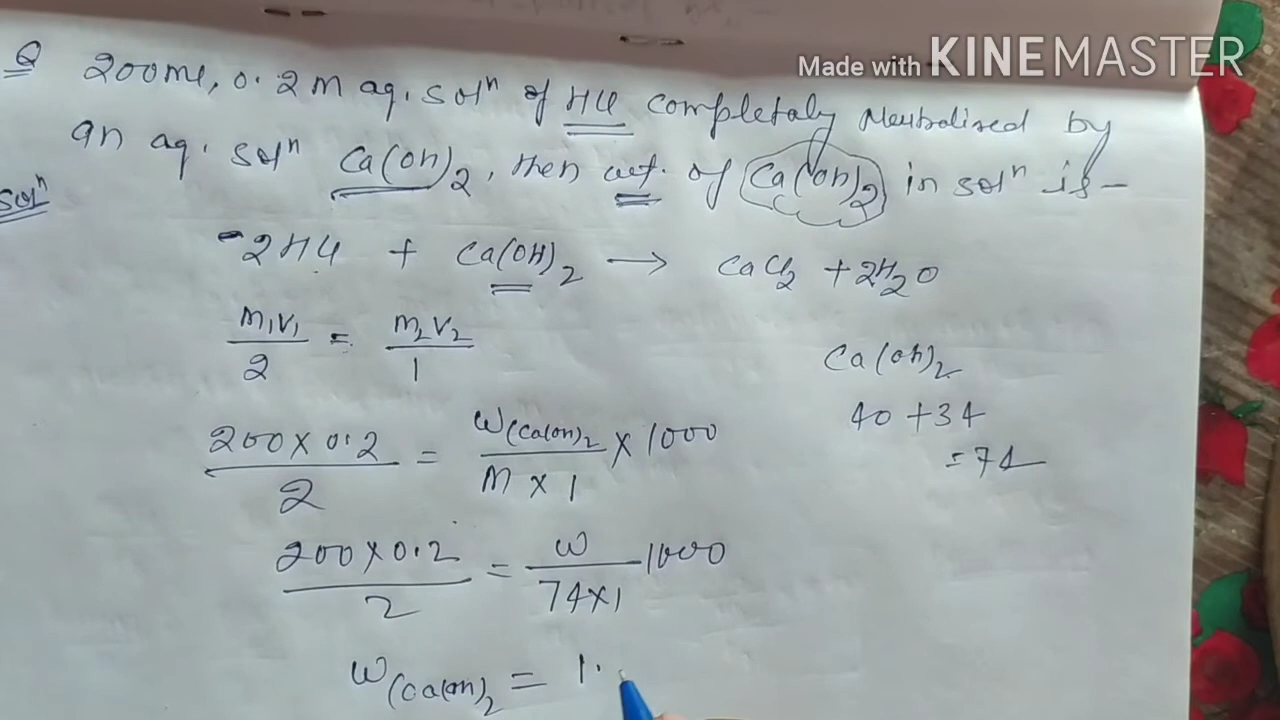 Made with KINEMASTER
Q 200ml, 0.2 M aq. solⁿ of HCl completaly Neutralised by
an aq. solⁿ Ca(OH)₂, then wt. of Ca(OH)₂ in solⁿ is -
Solⁿ
2HCl + Ca(OH)₂ → CaCl₂ + 2H₂O
M₁V₁/2 = M₂V₂/1
Ca(OH)₂
40 + 34
= 74
200 × 0.2/2 = W(Ca(OH)₂/M × 1 × 1000
200 × 0.2/2 = W/74×1 1000
W(Ca(OH)₂ = 1.